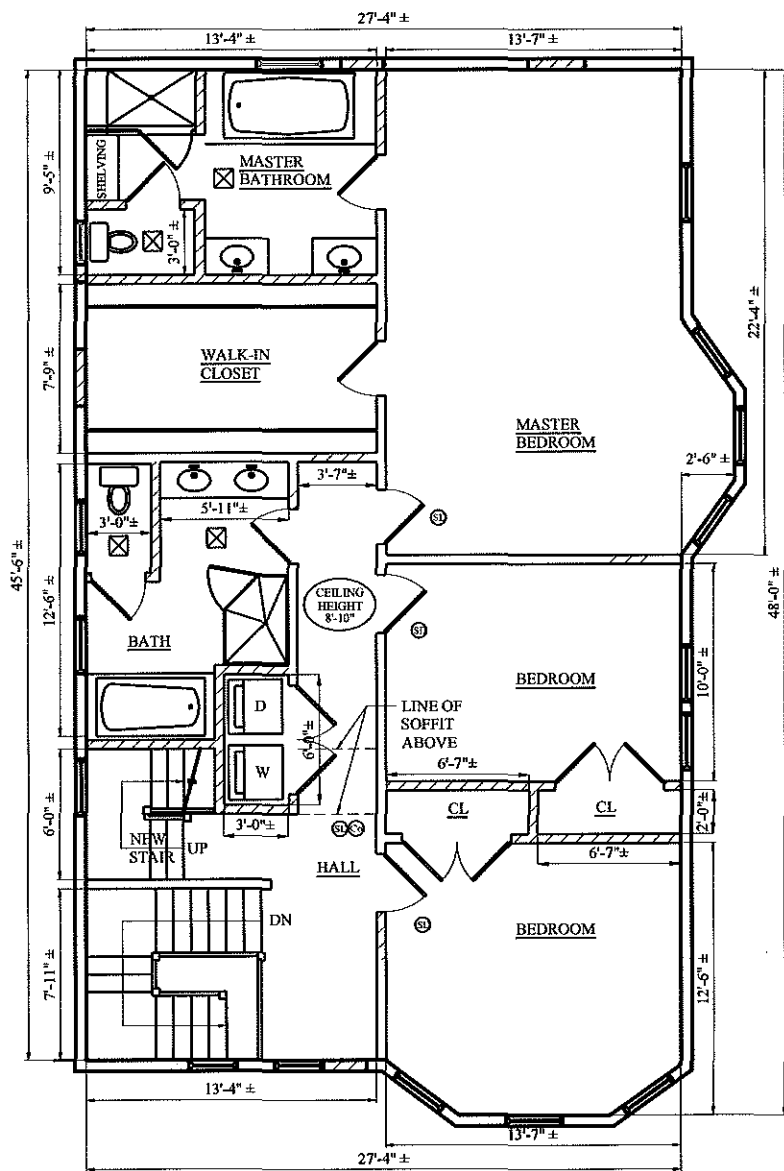 27'-4" ±
13'-4" ±
13'-7" ±
9'-5" ±
SHELVING
MASTER
BATHROOM
3'-0" ±
22'-4" ±
7'-9" ±
WALK-IN
CLOSET
MASTER
BEDROOM
2'-6" ±
3'-7" ±
5'-11" ±
3'-0" ±
SD
45'-6" ±
12'-6" ±
CEILING
HEIGHT
8'-10"
SD
48'-0" ±
BATH
BEDROOM
10'-0" ±
D
W
6'-0" ±
LINE OF
SOFFIT
ABOVE
6'-7" ±
CL
CL
2'-0" ±
6'-0" ±
NEW
STAIR
UP
3'-0" ±
SD
Co
HALL
6'-7" ±
DN
SD
BEDROOM
7'-11" ±
12'-6" ±
13'-4" ±
13'-7" ±
27'-4" ±